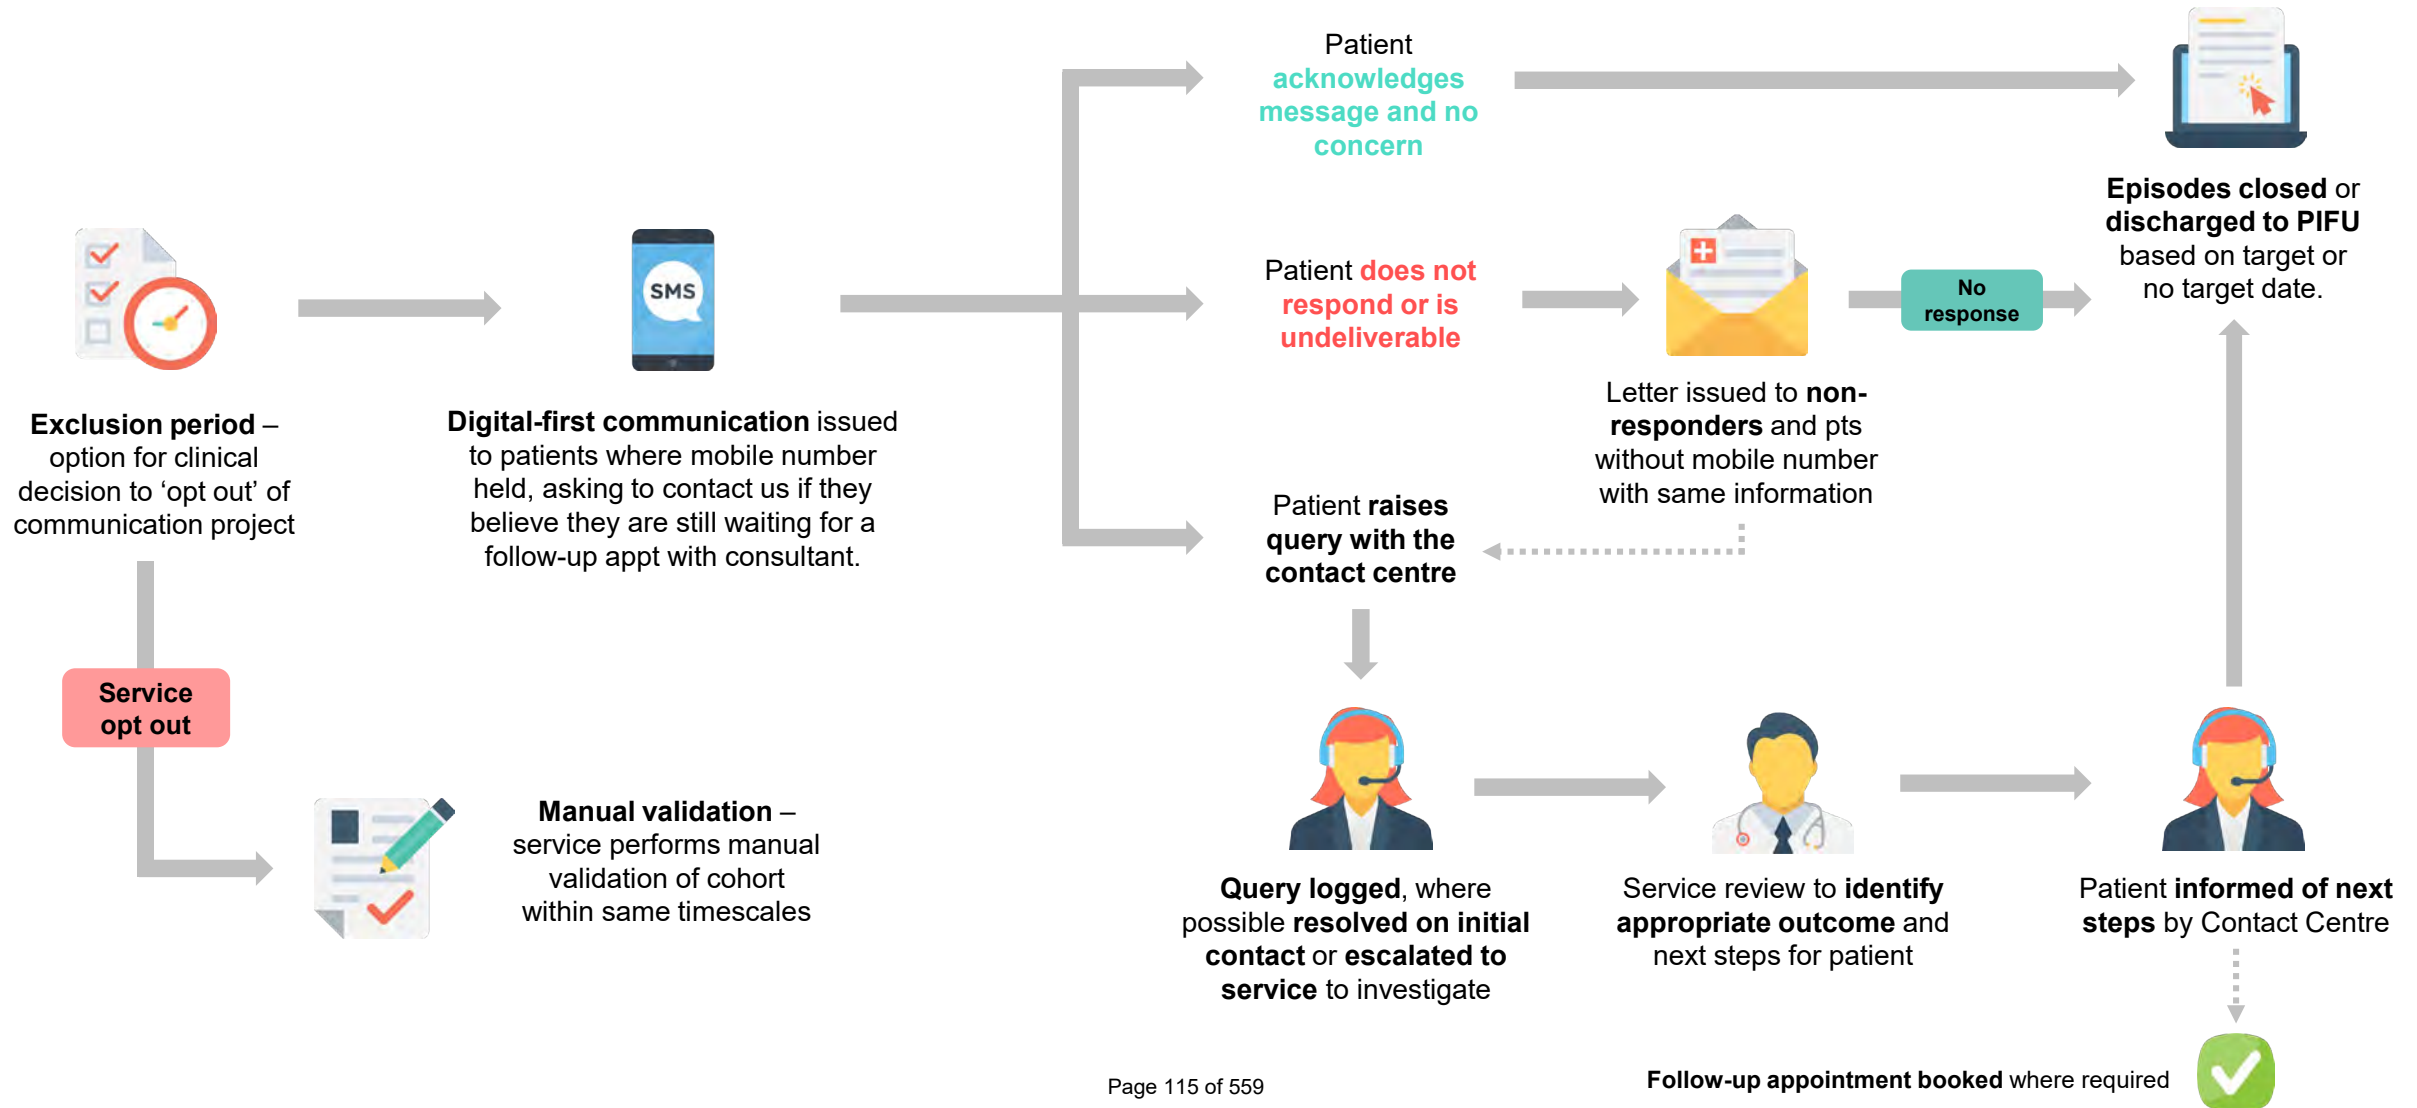 Exclusion period –
option for clinical
decision to ‘opt out’ of
communication project
Service
opt out
Manual validation –
service performs manual
validation of cohort
within same timescales
SMS
Digital-first communication issued
to patients where mobile number
held, asking to contact us if they
believe they are still waiting for a
follow-up appt with consultant.
Patient
acknowledges
message and no
concern
Patient does not
respond or is
undeliverable
Letter issued to non-
responders and pts
without mobile number
with same information
No
response
Episodes closed or
discharged to PIFU
based on target or
no target date.
Patient raises
query with the
contact centre
Query logged, where
possible resolved on initial
contact or escalated to
service to investigate
Service review to identify
appropriate outcome and
next steps for patient
Patient informed of next
steps by Contact Centre
Follow-up appointment booked where required
Page 115 of 559